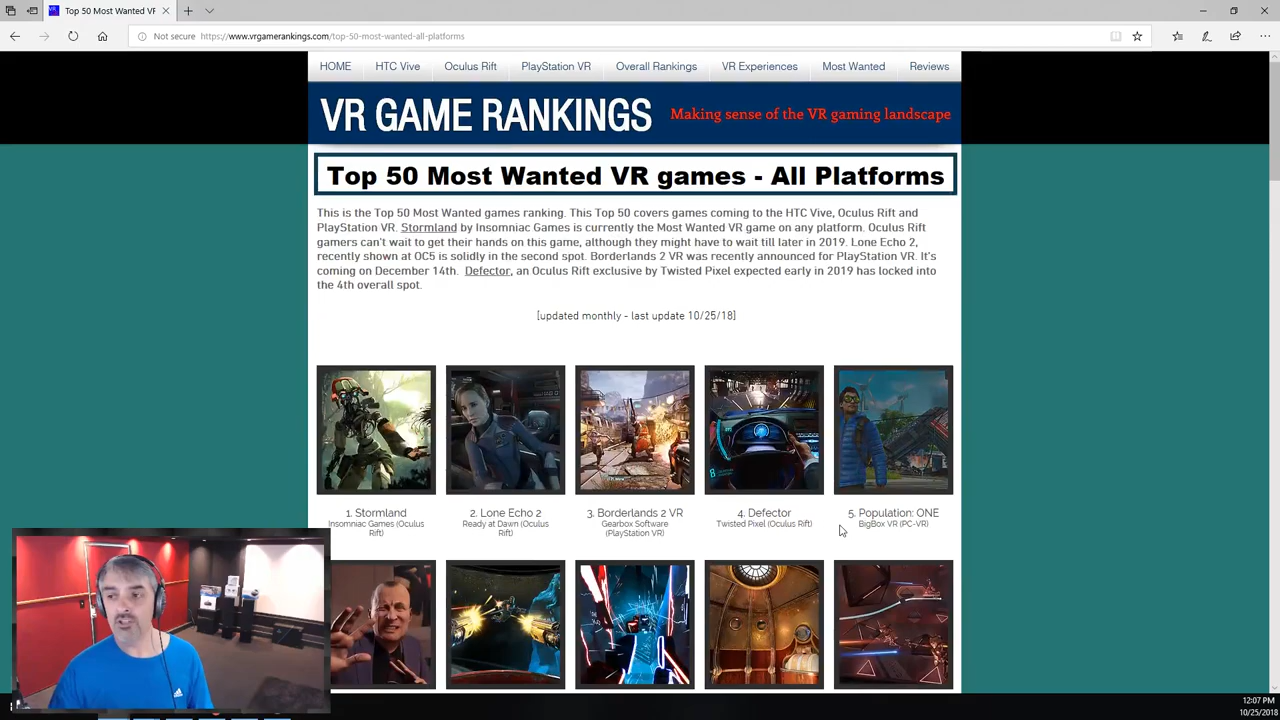 Top 50 Most Wanted VR
Not secure
https://www.vrgamerankings.com/top-50-most-wanted-all-platforms
HOME
HTC Vive
Oculus Rift
PlayStation VR
Overall Rankings
VR Experiences
Most Wanted
Reviews
VR GAME RANKINGS
Making sense of the VR gaming landscape
Top 50 Most Wanted VR games - All Platforms
This is the Top 50 Most Wanted games ranking. This Top 50 covers games coming to the HTC Vive, Oculus Rift and
PlayStation VR. Stormland by Insomniac Games is currently the Most Wanted VR game on any platform. Oculus Rift
gamers can't wait to get their hands on this game, although they might have to wait till later in 2019. Lone Echo 2,
recently shown at OC5 is solidly in the second spot. Borderlands 2 VR was recently announced for PlayStation VR. It's
coming on December 14th. Defector, an Oculus Rift exclusive by Twisted Pixel expected early in 2019 has locked into
the 4th overall spot.
[updated monthly - last update 10/25/18]
1. Stormland
Insomniac Games (Oculus
Rift)
2. Lone Echo 2
Ready at Dawn (Oculus
Rift)
3. Borderlands 2 VR
Gearbox Software
(PlayStation VR)
4. Defector
Twisted Pixel (Oculus Rift)
5. Population: ONE
BigBox VR (PC-VR)
12:07 PM
10/25/2018